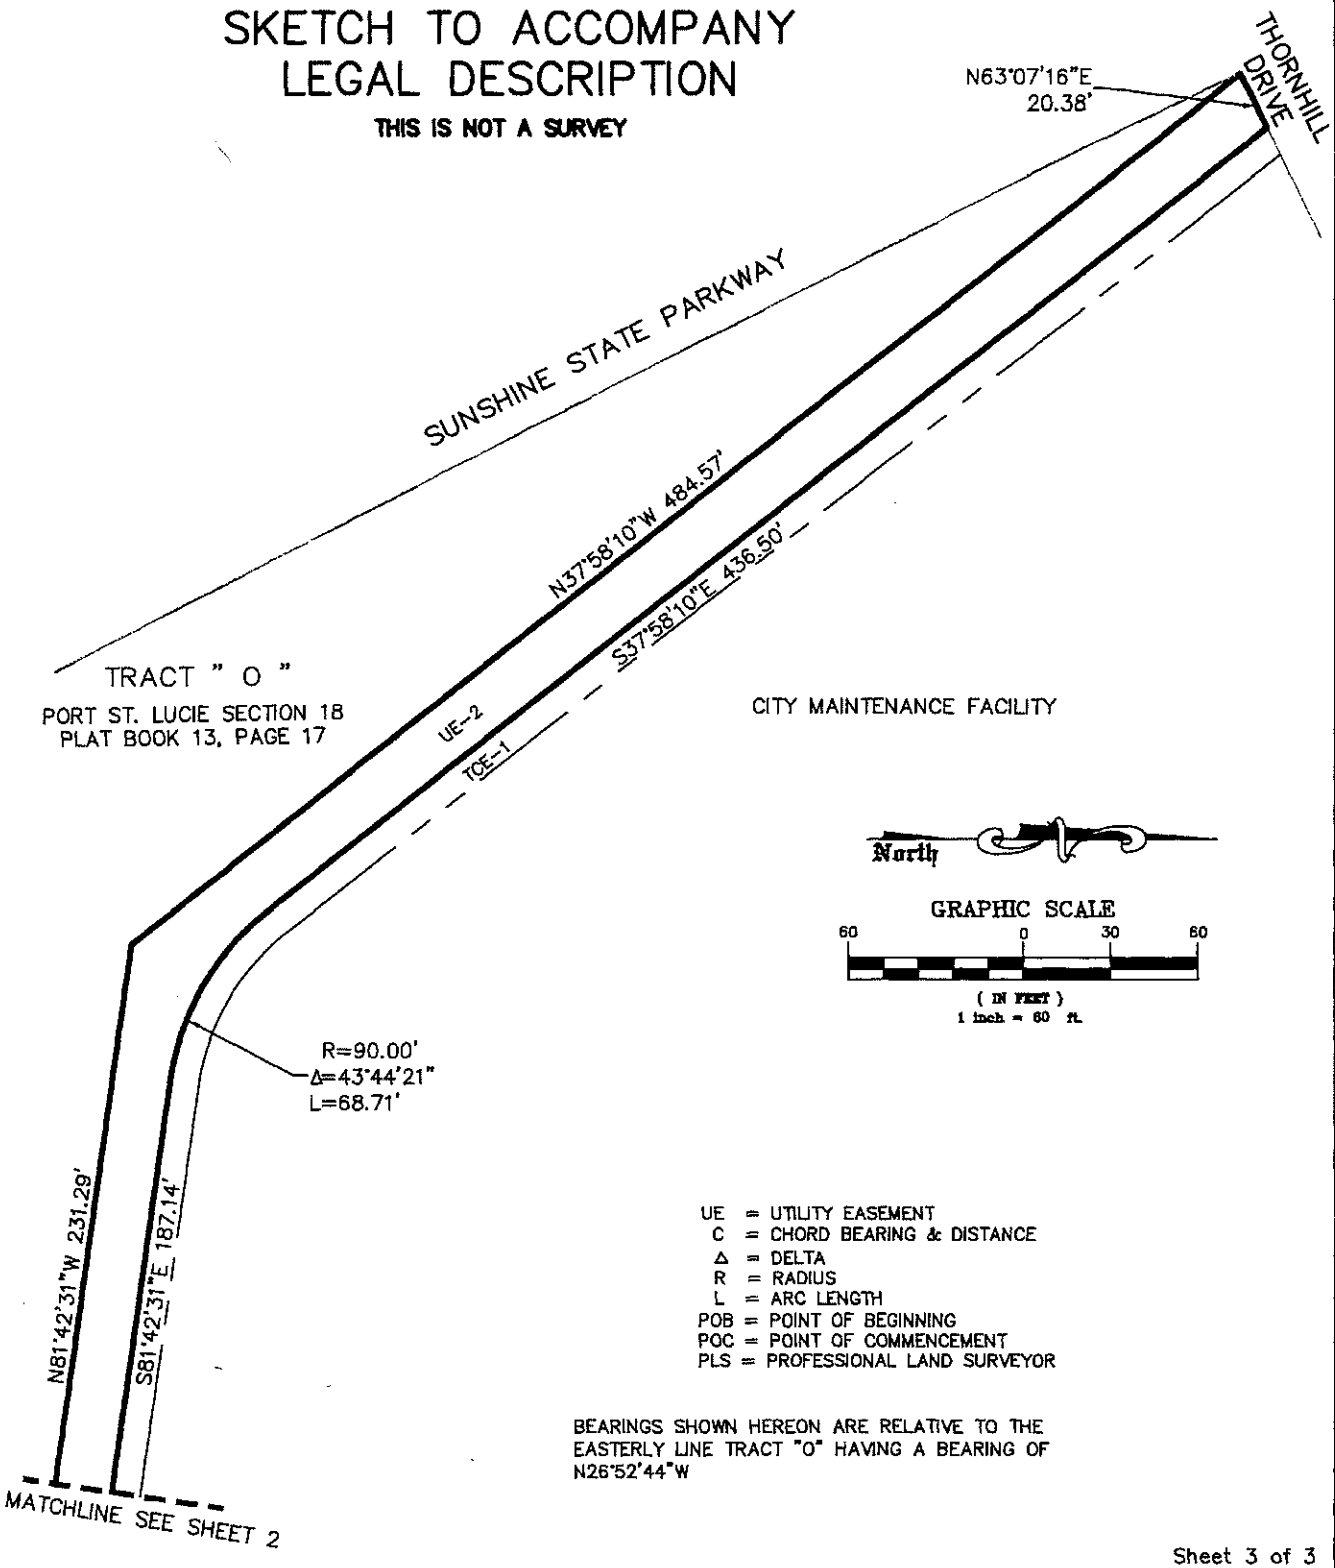 SKETCH TO ACCOMPANY
LEGAL DESCRIPTION
THIS IS NOT A SURVEY
N63°07'16"E
20.38'
THORNHILL
DRIVE
SUNSHINE STATE PARKWAY
N37°58'10"W 484.57'
S37°58'10"E 436.50'
TRACT " O "
PORT ST. LUCIE SECTION 18
PLAT BOOK 13, PAGE 17
UE-2
TCE-1
CITY MAINTENANCE FACILITY
North
GRAPHIC SCALE
60 0 30 60
( IN FEET )
1 inch = 60 ft.
R=90.00'
Δ=43°44'21"
L=68.71'
N81°42'31"W 231.29'
S81°42'31"E 187.14'
UE = UTILITY EASEMENT
C = CHORD BEARING & DISTANCE
Δ = DELTA
R = RADIUS
L = ARC LENGTH
POB = POINT OF BEGINNING
POC = POINT OF COMMENCEMENT
PLS = PROFESSIONAL LAND SURVEYOR
BEARINGS SHOWN HEREON ARE RELATIVE TO THE
EASTERLY LINE TRACT "O" HAVING A BEARING OF
N26°52'44"W
MATCHLINE SEE SHEET 2
Sheet 3 of 3